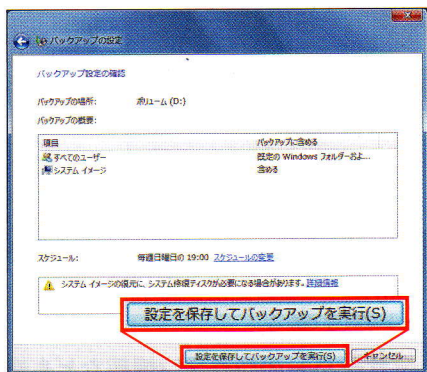 バックアップの設定
バックアップ設定の確認
バックアップの場所: ボリューム (D:)
バックアップの概要:
項目 バックアップに含める
すべてのユーザー 既定の Windows フォルダーおよ...
システム イメージ 含める
スケジュール: 毎週日曜日の 19:00 スケジュールの変更
システム イメージの復元に、システム修復ディスクが必要になる場合があります。詳細情報
設定を保存してバックアップを実行(S)
設定を保存してバックアップを実行(S) キャンセル